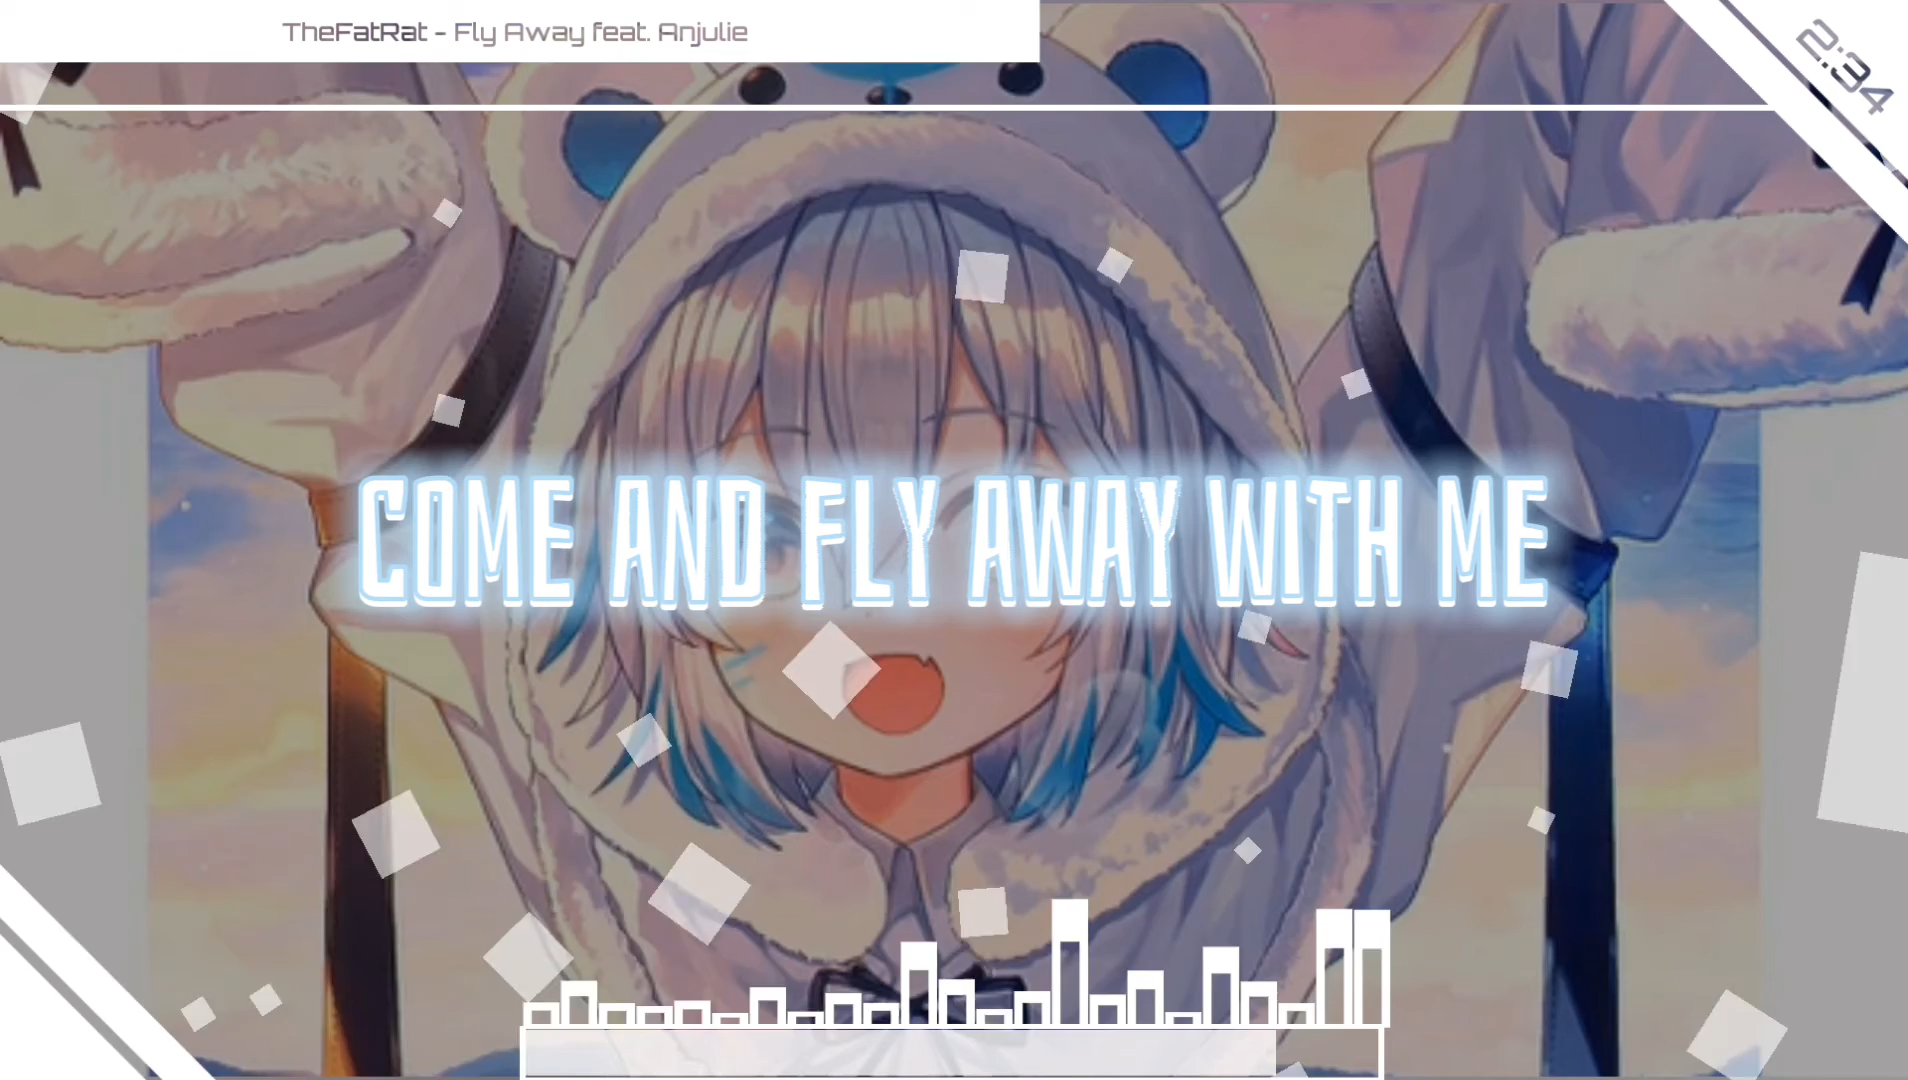 TheFatRat - Fly Away feat. Anjulie
2:34
COME AND FLY AWAY WITH ME